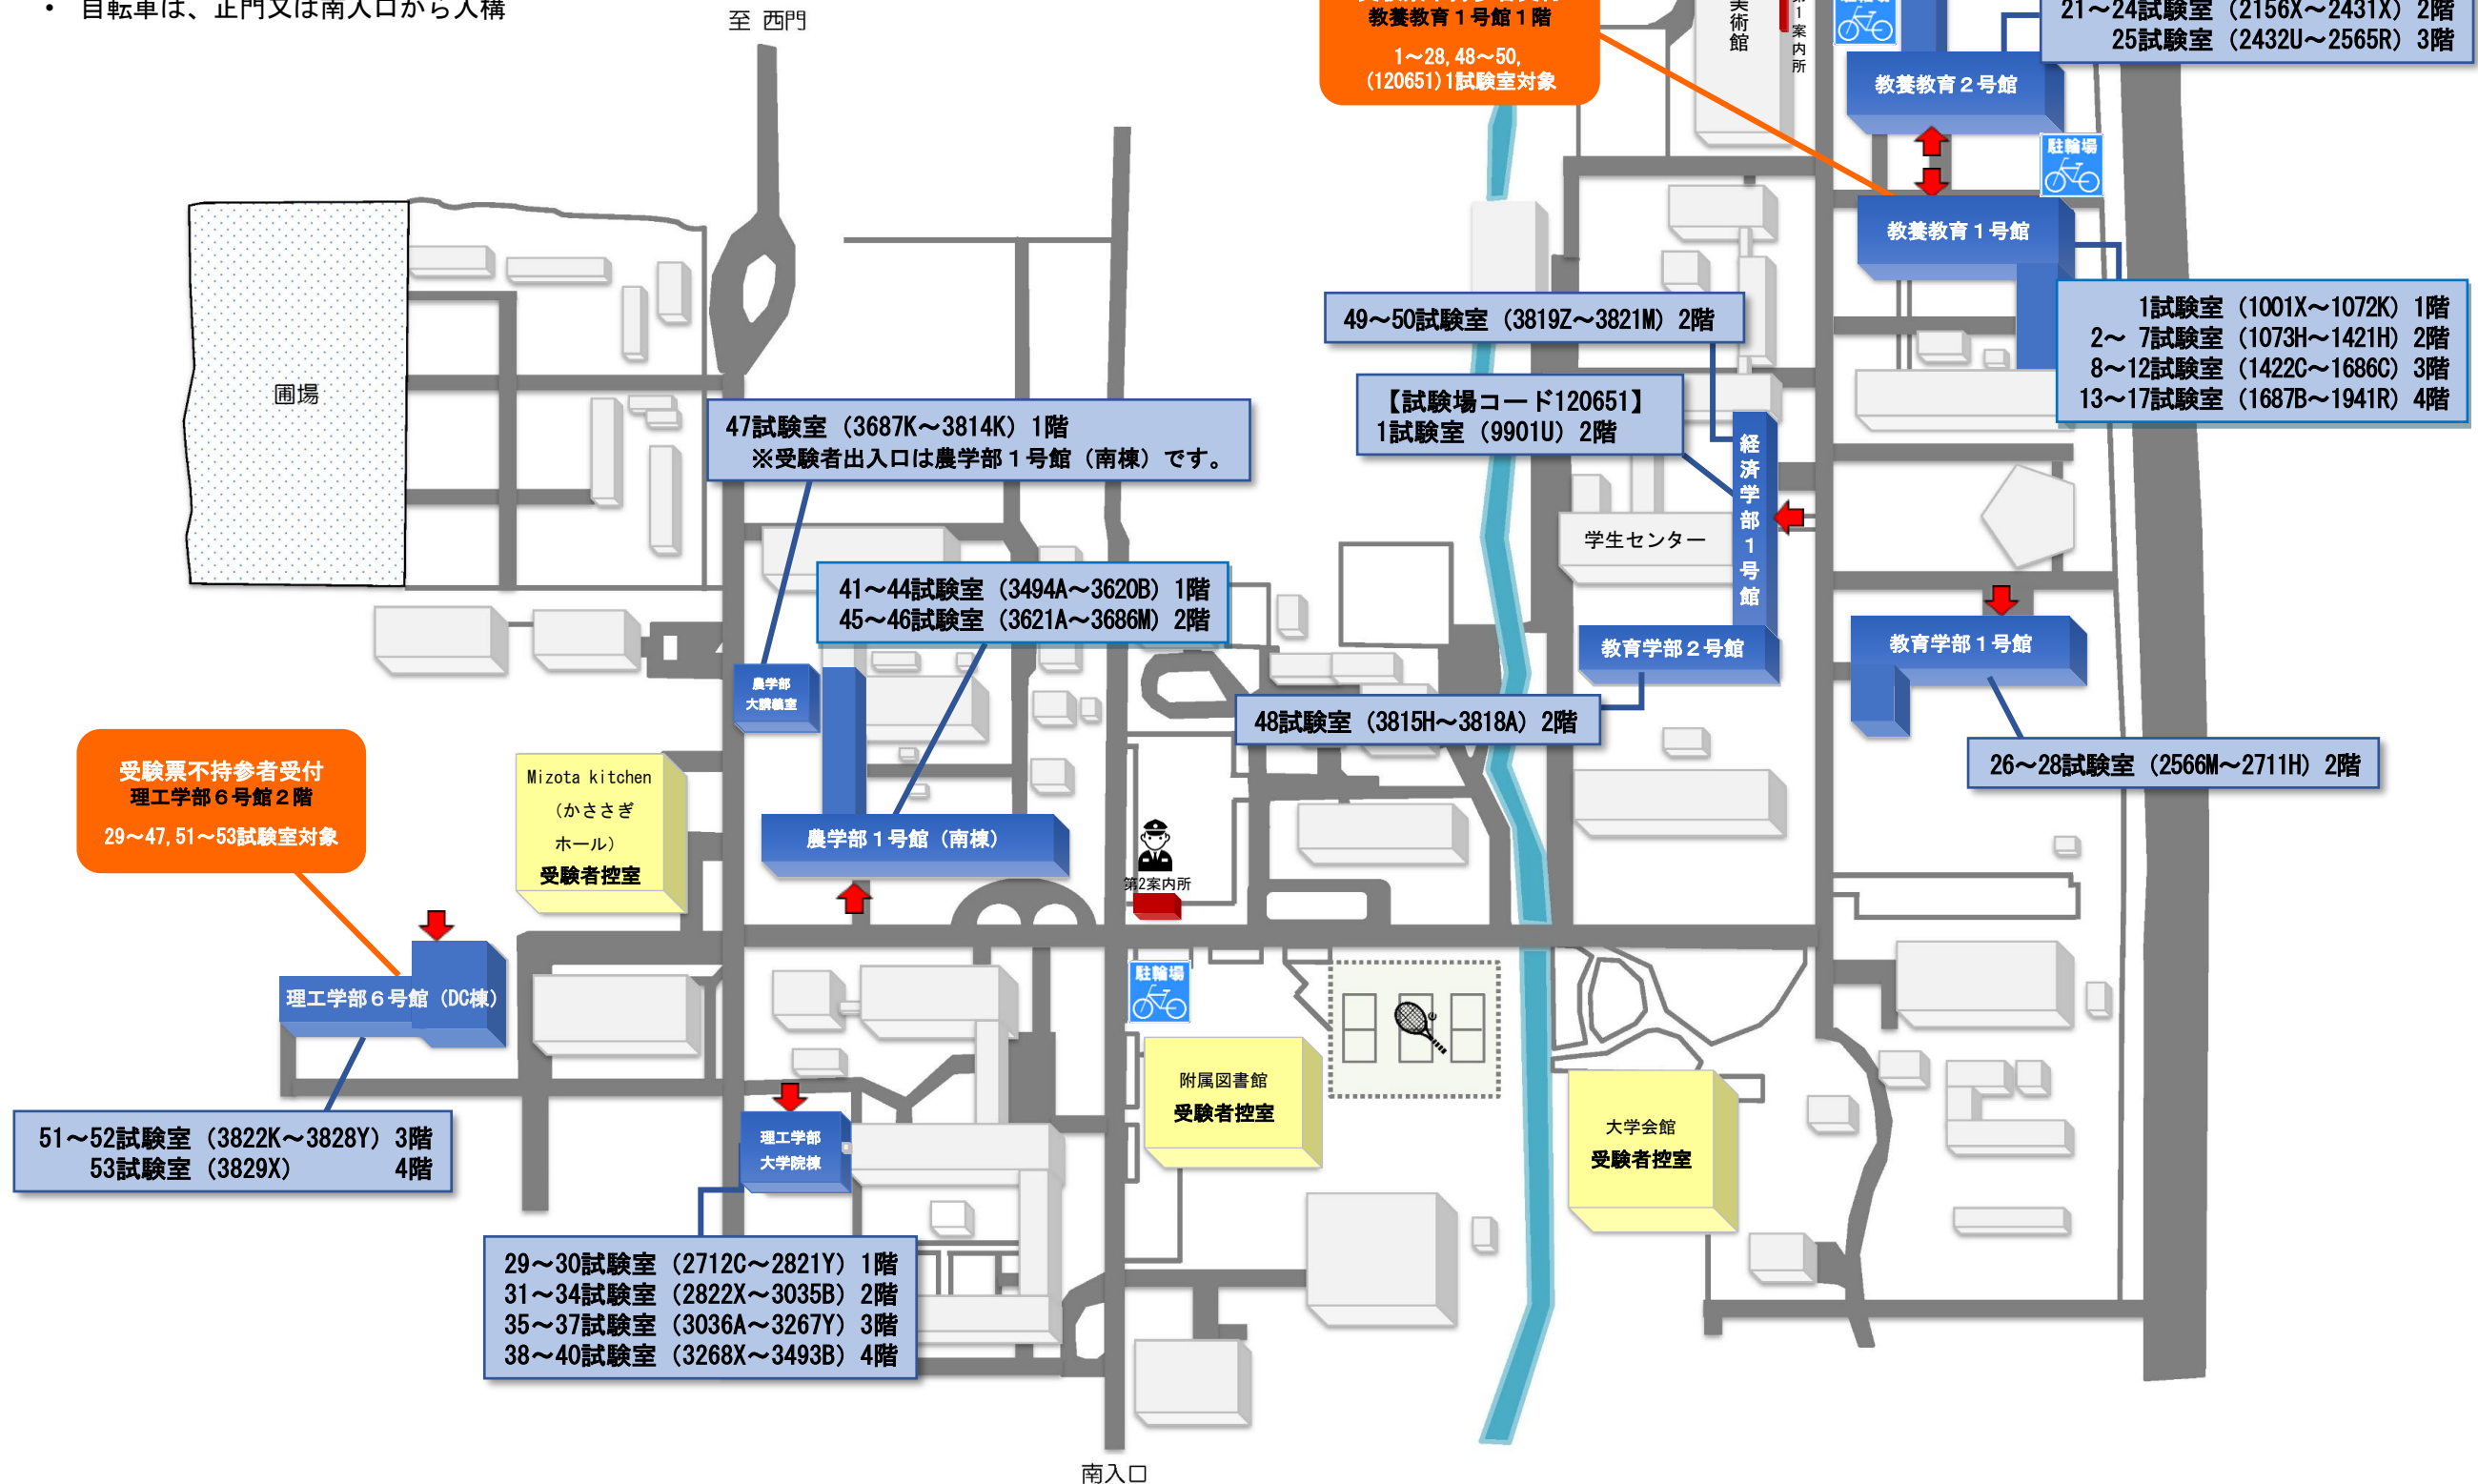 ・ 自転車は、正門又は南入口から入構
至 西門
教養教育１号館１階
1～28,48～50,
(120651)1試験室対象
美術館
第1案内所
駐輪場
21～24試験室（2156X～2431X）2階
25試験室（2432U～2565R）3階
教養教育２号館
駐輪場
教養教育１号館
1試験室（1001X～1072K）1階
2～ 7試験室（1073H～1421H）2階
8～12試験室（1422C～1686C）3階
13～17試験室（1687B～1941R）4階
49～50試験室（3819Z～3821M）2階
【試験場コード120651】
1試験室（9901U）2階
経済学部１号館
学生センター
圃場
47試験室（3687K～3814K）1階
※受験者出入口は農学部１号館（南棟）です。
41～44試験室（3494A～3620B）1階
45～46試験室（3621A～3686M）2階
教育学部２号館
教育学部１号館
農学部
大講義室
48試験室（3815H～3818A）2階
26～28試験室（2566M～2711H）2階
受験票不持参者受付
理工学部６号館２階
29～47,51～53試験室対象
Mizota kitchen
（かささぎ
ホール）
受験者控室
農学部１号館（南棟）
第2案内所
理工学部６号館（DC棟）
駐輪場
附属図書館
受験者控室
大学会館
受験者控室
51～52試験室（3822K～3828Y）3階
53試験室（3829X） 4階
理工学部
大学院棟
29～30試験室（2712C～2821Y）1階
31～34試験室（2822X～3035B）2階
35～37試験室（3036A～3267Y）3階
38～40試験室（3268X～3493B）4階
南入口